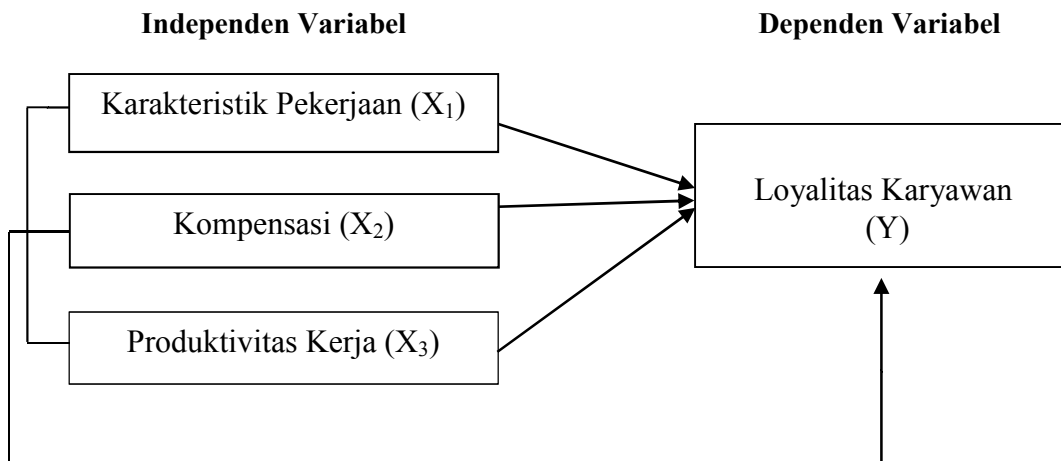 Independen Variabel
Dependen Variabel
Karakteristik Pekerjaan (X₁)
Kompensasi (X₂)
Produktivitas Kerja (X₃)
Loyalitas Karyawan
(Y)